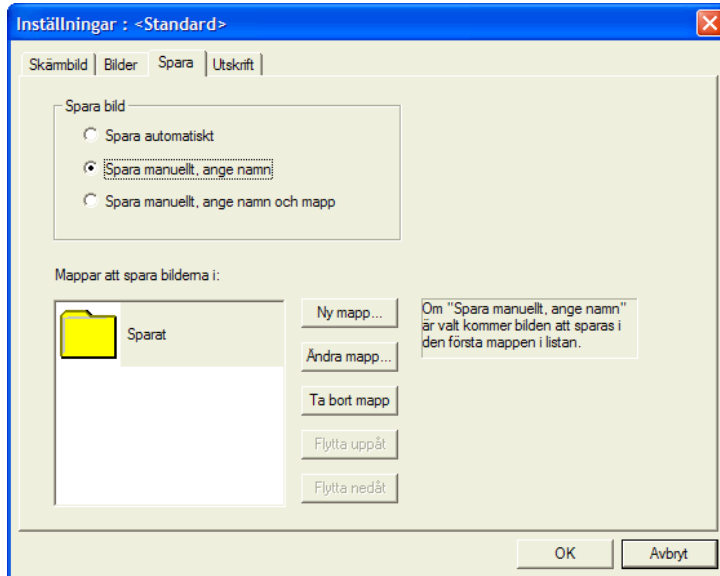 Inställningar : <Standard>
Skärmbild Bilder Spara Utskrift
Spara bild
Spara automatiskt
Spara manuellt, ange namn
Spara manuellt, ange namn och mapp
Mappar att spara bilderna i:
Sparat
Ny mapp...
Ändra mapp...
Ta bort mapp
Flytta uppåt
Flytta nedåt
Om "Spara manuellt, ange namn"
är valt kommer bilden att sparas i
den första mappen i listan.
OK Avbryt